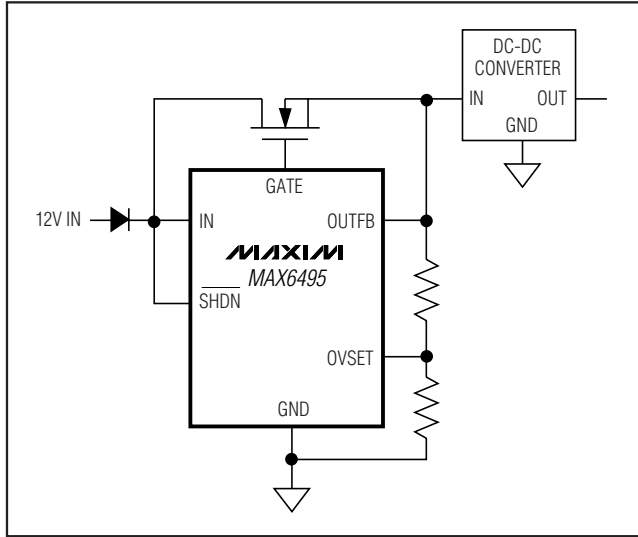 DC-DC
CONVERTER
IN OUT
GND
GATE
12V IN
IN
OUTFB
MAXIM
MAX6495
SHDN
OVSET
GND